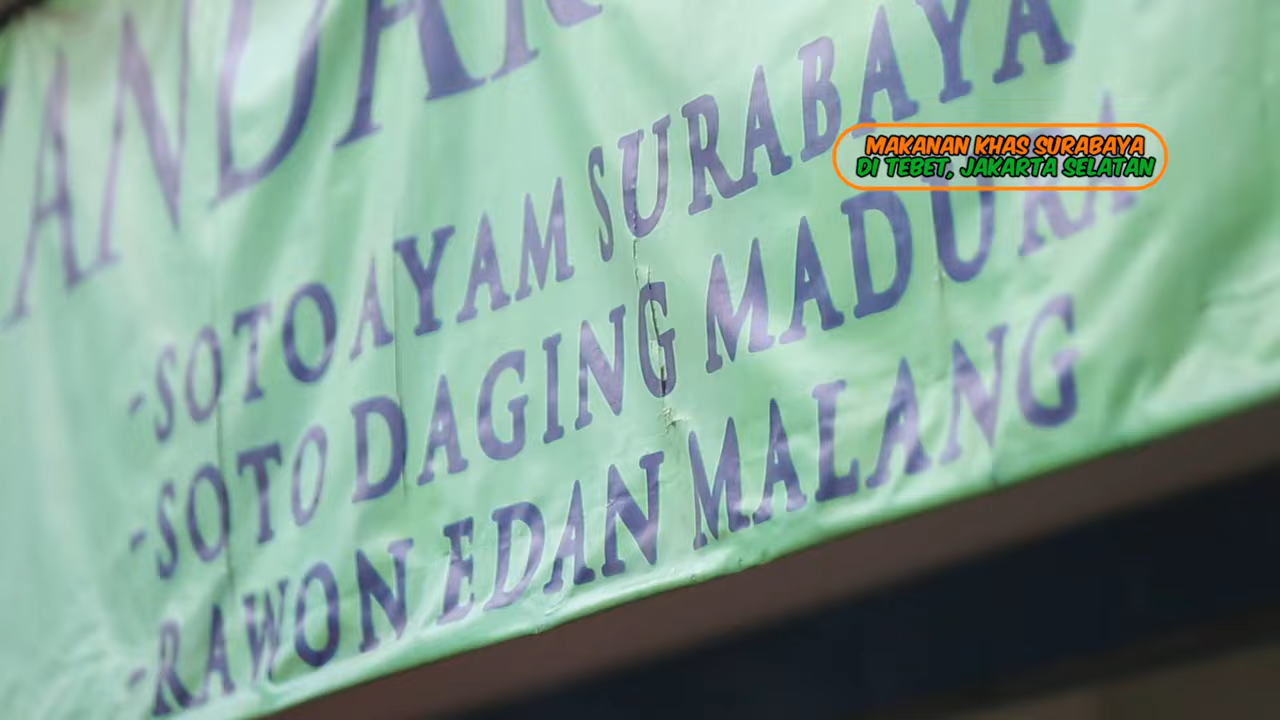 - SOTO AYAM SURABAYA
- SOTO DAGING MADURA
- RAWON EDAN MALANG
MAKANAN KHAS SURABAYA
DI TEBET, JAKARTA SELATAN